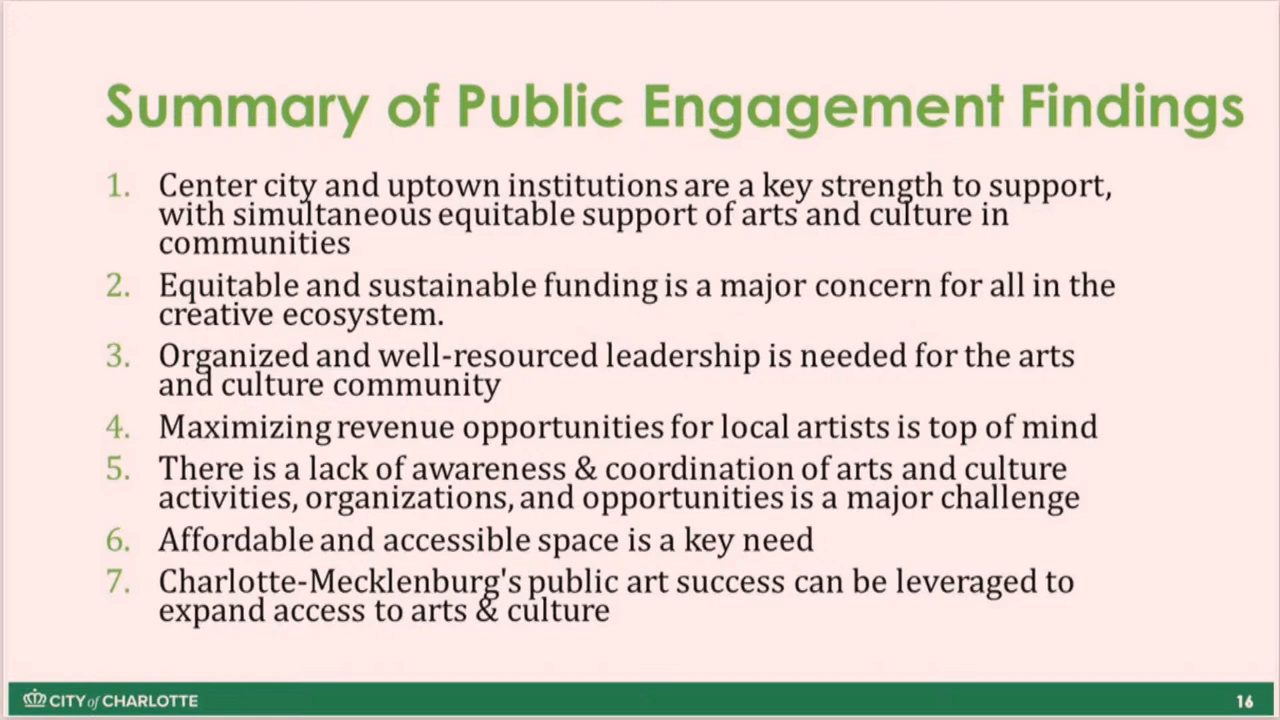 Summary of Public Engagement Findings
1. Center city and uptown institutions are a key strength to support,
with simultaneous equitable support of arts and culture in
communities
2. Equitable and sustainable funding is a major concern for all in the
creative ecosystem.
3. Organized and well-resourced leadership is needed for the arts
and culture community
4. Maximizing revenue opportunities for local artists is top of mind
5. There is a lack of awareness & coordination of arts and culture
activities, organizations, and opportunities is a major challenge
6. Affordable and accessible space is a key need
7. Charlotte-Mecklenburg's public art success can be leveraged to
expand access to arts & culture
CITY of CHARLOTTE
16